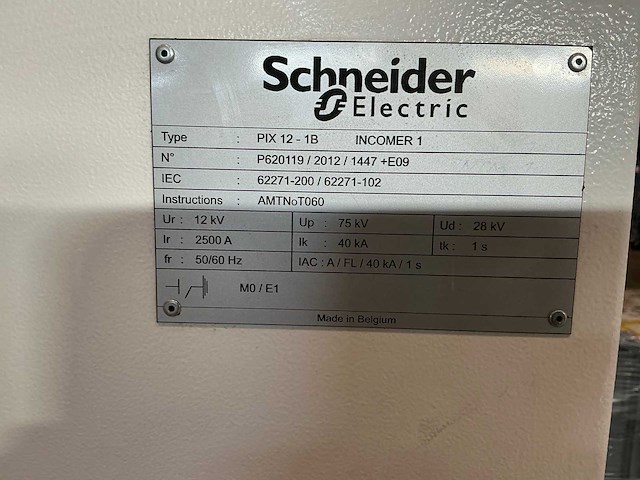 Schneider
Electric
Type : PIX 12 - 1B INCOMER 1
N° : P620119 / 2012 / 1447 +E09
IEC : 62271-200 / 62271-102
Instructions : AMTNoT060
Ur : 12 kV Up : 75 kV Ud : 28 kV
Ir : 2500 A Ik : 40 kA tk : 1 s
fr : 50/60 Hz IAC : A / FL / 40 kA / 1 s
M0 / E1
Made in Belgium